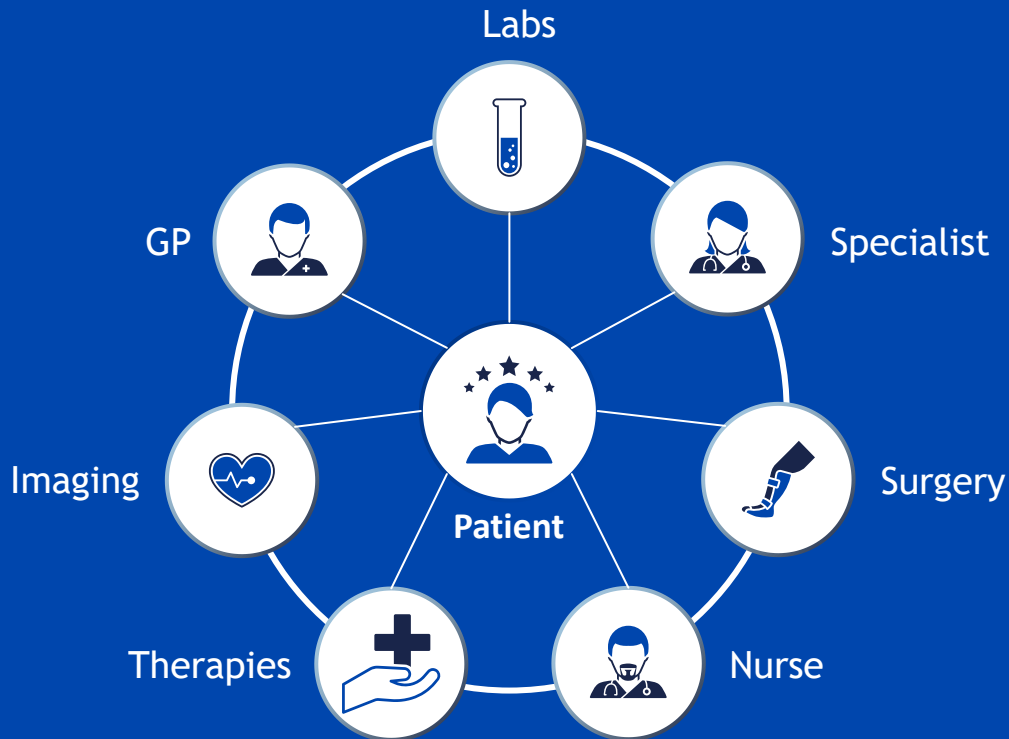 Labs
GP
Specialist
Imaging
Surgery
Patient
Therapies
Nurse